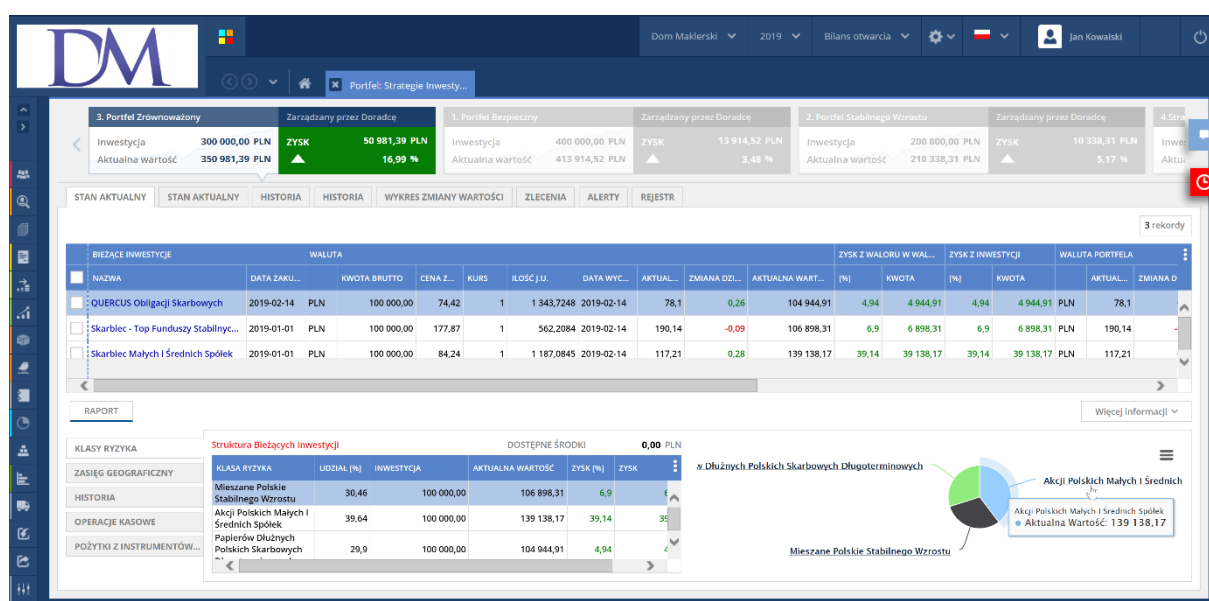 DM
Dom Maklerski 2019 Bilans otwarcia Jan Kowalski
Portfel: Strategie Inwesty...
3. Portfel Zrównoważony Zarządzany przez Doradcę 1. Portfel Bezpieczny Zarządzany przez Doradcę 2. Portfel Stabilnego Wzrostu Zarządzany przez Doradcę 4.Stra
Inwestycja 300 000,00 PLN ZYSK 50 981,39 PLN Inwestycja 400 000,00 PLN ZYSK 13 914,52 PLN Inwestycja 200 000,00 PLN ZYSK 10 338,31 PLN Inwe
Aktualna wartość 350 981,39 PLN 16,99 % Aktualna wartość 413 914,52 PLN 3,48 % Aktualna wartość 210 338,31 PLN 5,17 % Aktu
STAN AKTUALNY STAN AKTUALNY HISTORIA HISTORIA WYKRES ZMIANY WARTOŚCI ZLECENIA ALERTY REJESTR
3 rekordy
BIEŻĄCE INWESTYCJE WALUTA ZYSK Z WALORU W WAL... ZYSK Z INWESTYCJI WALUTA PORTFELA
NAZWA DATA ZAKU... KWOTA BRUTTO CENA Z... KURS ILOŚĆ J.U. DATA WYC... AKTUAL... ZMIANA DZI... AKTUALNA WART... (%) KWOTA (%) KWOTA AKTUAL... ZMIANA D
QUERCUS Obligacji Skarbowych 2019-02-14 PLN 100 000,00 74,42 1 1 343,7248 2019-02-14 78,1 0,26 104 944,91 4,94 4 944,91 4,94 4 944,91 PLN 78,1
Skarbiec - Top Funduszy Stabilnyc... 2019-01-01 PLN 100 000,00 177,87 1 562,2084 2019-02-14 190,14 -0,09 106 898,31 6,9 6 898,31 6,9 6 898,31 PLN 190,14 -
Skarbiec Małych i Średnich Spółek 2019-01-01 PLN 100 000,00 84,24 1 1 187,0845 2019-02-14 117,21 0,28 139 138,17 39,14 39 138,17 39,14 39 138,17 PLN 117,21
RAPORT Więcej informacji
KLASY RYZYKA
ZASIĘG GEOGRAFICZNY
HISTORIA
OPERACJE KASOWE
POŻYTKI Z INSTRUMENTÓW...
Struktura Bieżących Inwestycji DOSTĘPNE ŚRODKI 0,00 PLN
KLASA RYZYKA UDZIAŁ [%] INWESTYCJA AKTUALNA WARTOŚĆ ZYSK [%] ZYSK
Mieszane Polskie
Stabilnego Wzrostu 30,46 100 000,00 106 898,31 6,9 6
Akcji Polskich Małych I
Średnich Spółek 39,64 100 000,00 139 138,17 39,14 39
Papierów Dłużnych
Polskich Skarbowych 29,9 100 000,00 104 944,91 4,94 4
w Dłużnych Polskich Skarbowych Długoterminowych
Akcji Polskich Małych I Średnich
Akcji Polskich Małych I Średnich Spółek
Aktualna Wartość: 139 138,17
Mieszane Polskie Stabilnego Wzrostu